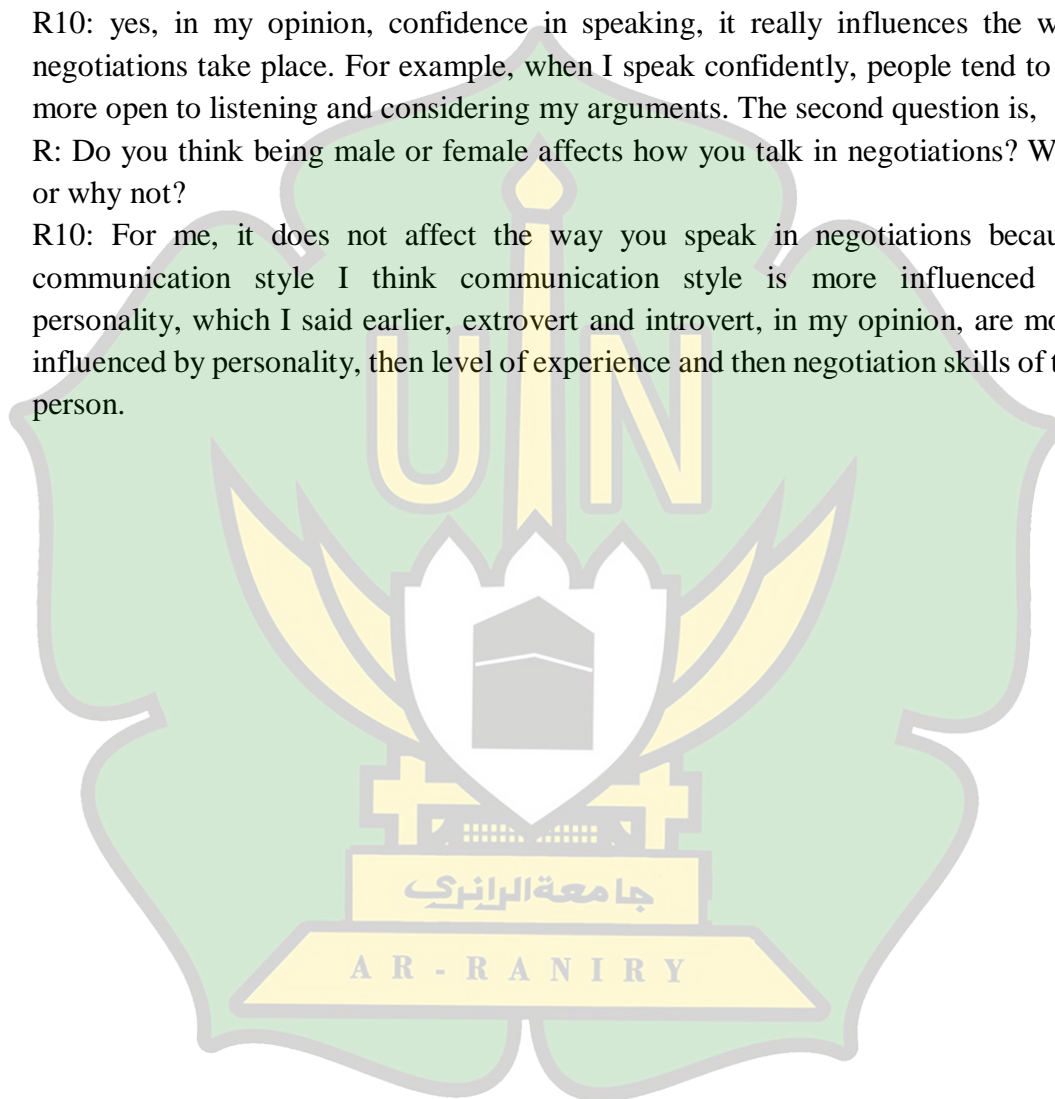 R10: yes, in my opinion, confidence in speaking, it really influences the w
negotiations take place. For example, when I speak confidently, people tend to
more open to listening and considering my arguments. The second question is,
R: Do you think being male or female affects how you talk in negotiations? W
or why not?
R10: For me, it does not affect the way you speak in negotiations becau
communication style I think communication style is more influenced
personality, which I said earlier, extrovert and introvert, in my opinion, are mo
influenced by personality, then level of experience and then negotiation skills of t
person.
UIN
جامعة الرانري
AR-RANIRY